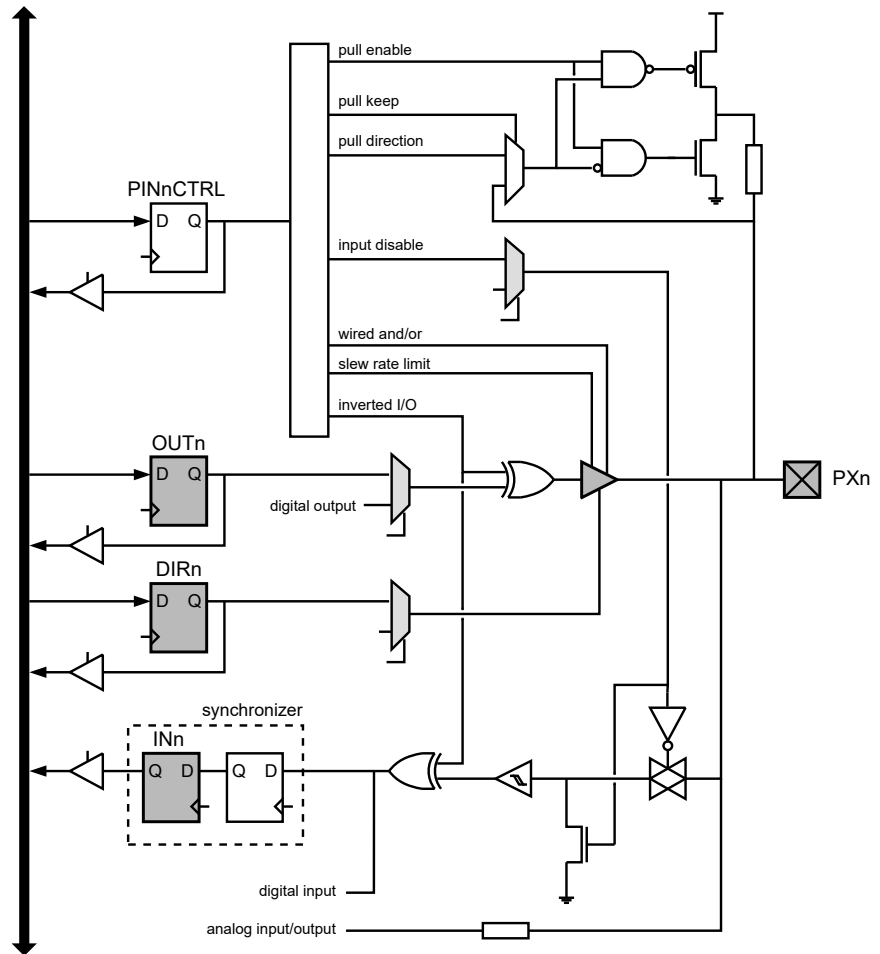 pull enable
pull keep
pull direction
PINnCTRL
D Q
input disable
wired and/or
slew rate limit
inverted I/O
OUTn
D Q
PXn
digital output
DIRn
D Q
synchronizer
INn
Q D
Q D
digital input
analog input/output